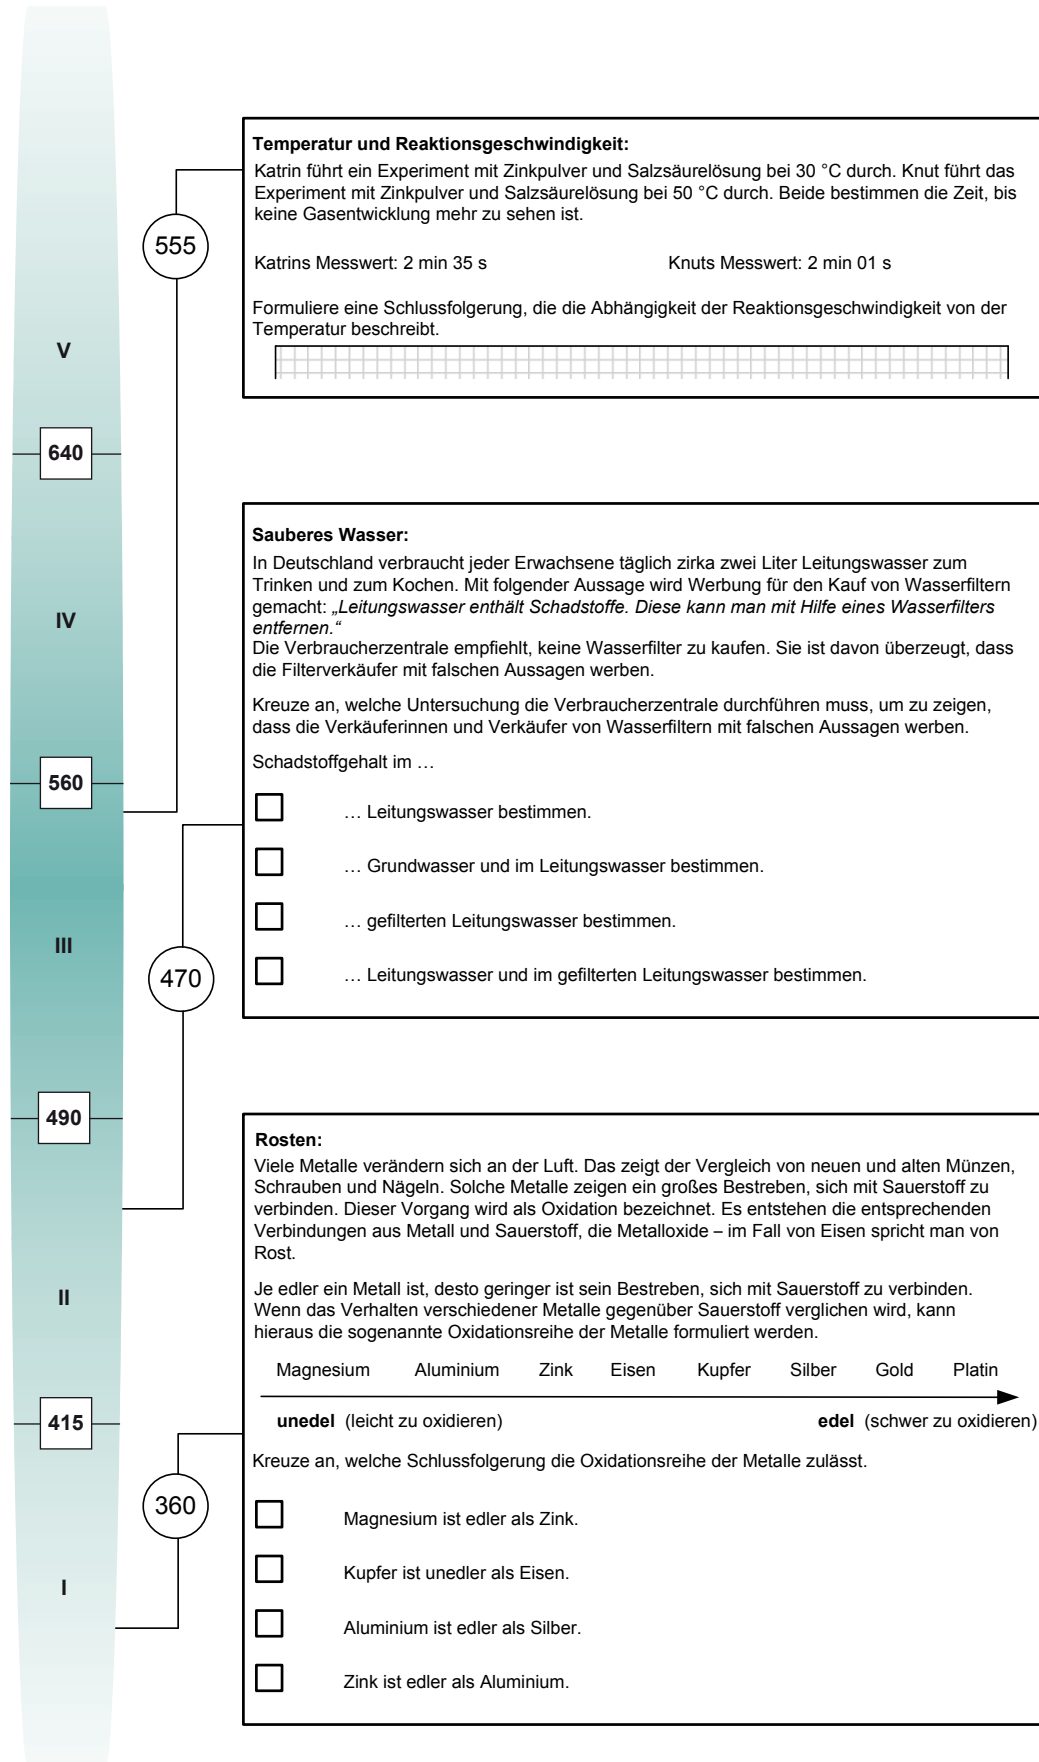 Temperatur und Reaktionsgeschwindigkeit:
Katrin führt ein Experiment mit Zinkpulver und Salzsäurelösung bei 30 °C durch. Knut führt das
Experiment mit Zinkpulver und Salzsäurelösung bei 50 °C durch. Beide bestimmen die Zeit, bis
keine Gasentwicklung mehr zu sehen ist.
555
Katrins Messwert: 2 min 35 s Knuts Messwert: 2 min 01 s
Formuliere eine Schlussfolgerung, die die Abhängigkeit der Reaktionsgeschwindigkeit von der
Temperatur beschreibt.
V
640
Sauberes Wasser:
In Deutschland verbraucht jeder Erwachsene täglich zirka zwei Liter Leitungswasser zum
Trinken und zum Kochen. Mit folgender Aussage wird Werbung für den Kauf von Wasserfiltern
gemacht: „Leitungswasser enthält Schadstoffe. Diese kann man mit Hilfe eines Wasserfilters
entfernen.“
IV
Die Verbraucherzentrale empfiehlt, keine Wasserfilter zu kaufen. Sie ist davon überzeugt, dass
die Filterverkäufer mit falschen Aussagen werben.
Kreuze an, welche Untersuchung die Verbraucherzentrale durchführen muss, um zu zeigen,
dass die Verkäuferinnen und Verkäufer von Wasserfiltern mit falschen Aussagen werben.
Schadstoffgehalt im …
560
… Leitungswasser bestimmen.
… Grundwasser und im Leitungswasser bestimmen.
… gefilterten Leitungswasser bestimmen.
III
470
… Leitungswasser und im gefilterten Leitungswasser bestimmen.
490
Rosten:
Viele Metalle verändern sich an der Luft. Das zeigt der Vergleich von neuen und alten Münzen,
Schrauben und Nägeln. Solche Metalle zeigen ein großes Bestreben, sich mit Sauerstoff zu
verbinden. Dieser Vorgang wird als Oxidation bezeichnet. Es entstehen die entsprechenden
Verbindungen aus Metall und Sauerstoff, die Metalloxide – im Fall von Eisen spricht man von
Rost.
II
Je edler ein Metall ist, desto geringer ist sein Bestreben, sich mit Sauerstoff zu verbinden.
Wenn das Verhalten verschiedener Metalle gegenüber Sauerstoff verglichen wird, kann
hieraus die sogenannte Oxidationsreihe der Metalle formuliert werden.
Magnesium Aluminium Zink Eisen Kupfer Silber Gold Platin
415
unedel (leicht zu oxidieren) edel (schwer zu oxidieren)
Kreuze an, welche Schlussfolgerung die Oxidationsreihe der Metalle zulässt.
360
Magnesium ist edler als Zink.
Kupfer ist unedler als Eisen.
I
Aluminium ist edler als Silber.
Zink ist edler als Aluminium.